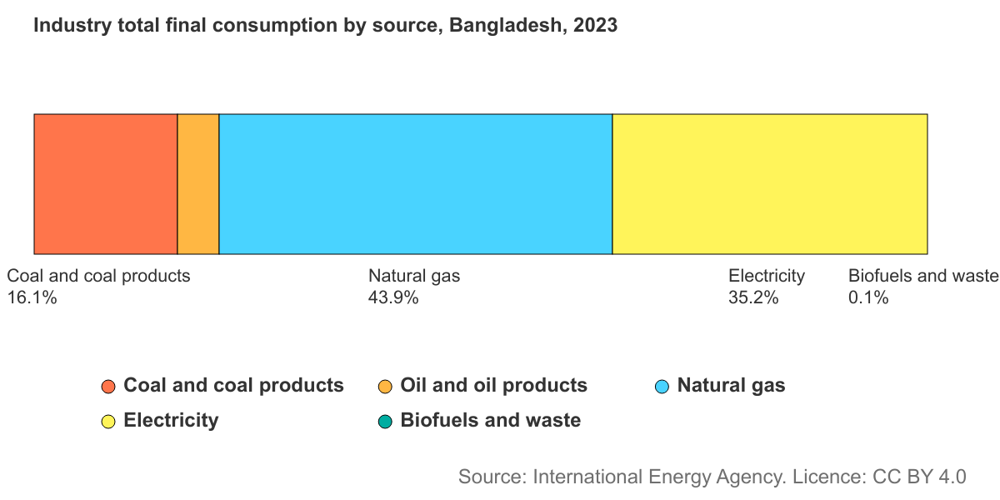 Industry total final consumption by source, Bangladesh, 2023
Coal and coal products
16.1%
Natural gas
43.9%
Electricity
35.2%
Biofuels and waste
0.1%
Coal and coal products
Oil and oil products
Natural gas
Electricity
Biofuels and waste
Source: International Energy Agency. Licence: CC BY 4.0